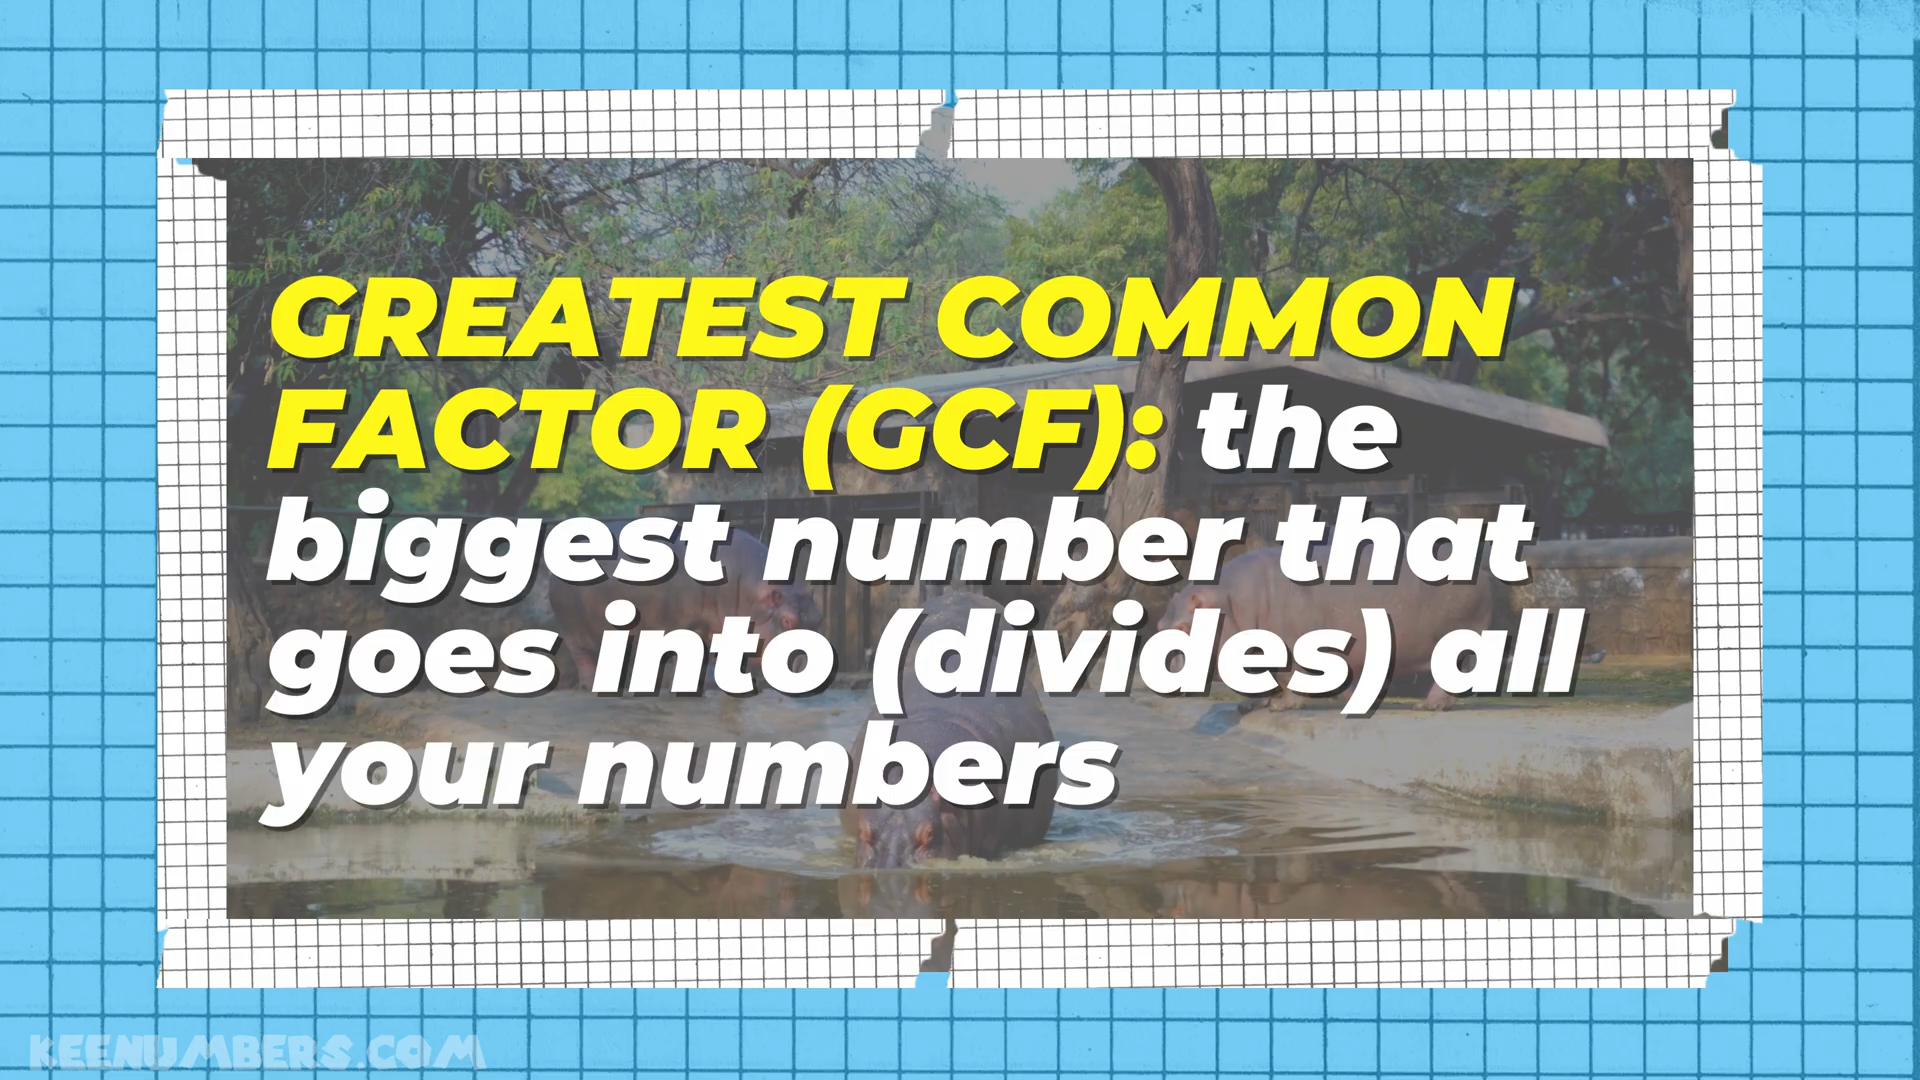 GREATEST COMMON
FACTOR (GCF): the
biggest number that
goes into (divides) all
your numbers
KEENUMBERS.COM